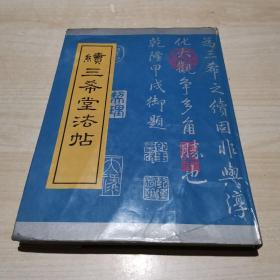 續三希堂法帖
為三希之續因非與淳
化大觀爭多角勝也
乾隆甲戌御題